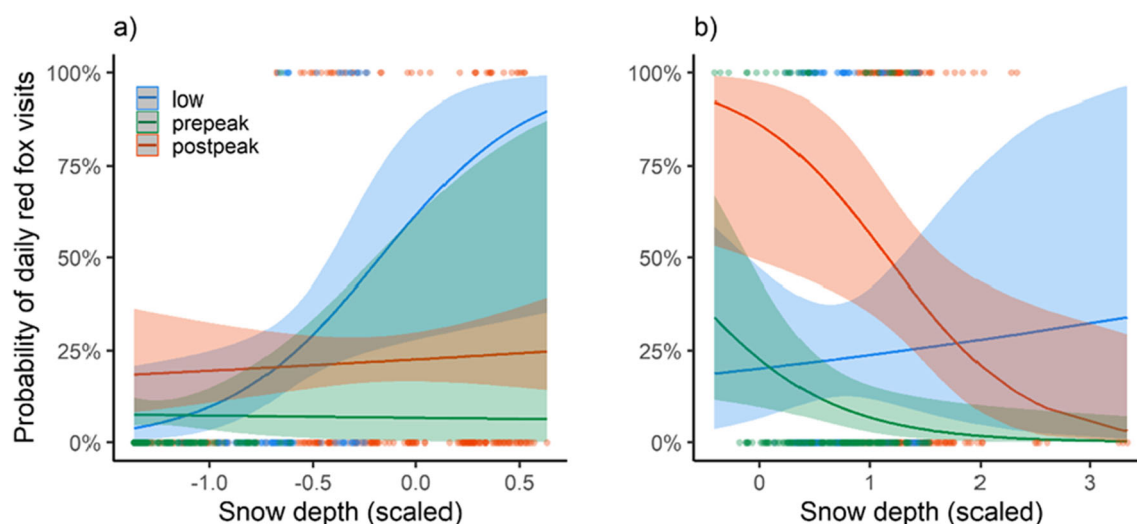 a)
b)
Probability of daily red fox visits
100%
75%
50%
25%
0%
low
prepeak
postpeak
-1.0
-0.5
0.0
0.5
Snow depth (scaled)
100%
75%
50%
25%
0%
0
1
2
3
Snow depth (scaled)